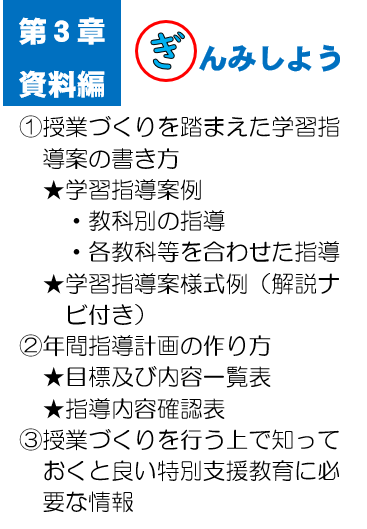 第3章
資料編
ぎんみしよう
①授業づくりを踏まえた学習指
導案の書き方
★学習指導案例
・教科別の指導
・各教科等を合わせた指導
★学習指導案様式例（解説ナ
ビ付き）
②年間指導計画の作り方
★目標及び内容一覧表
★指導内容確認表
③授業づくりを行う上で知って
おくと良い特別支援教育に必
要な情報